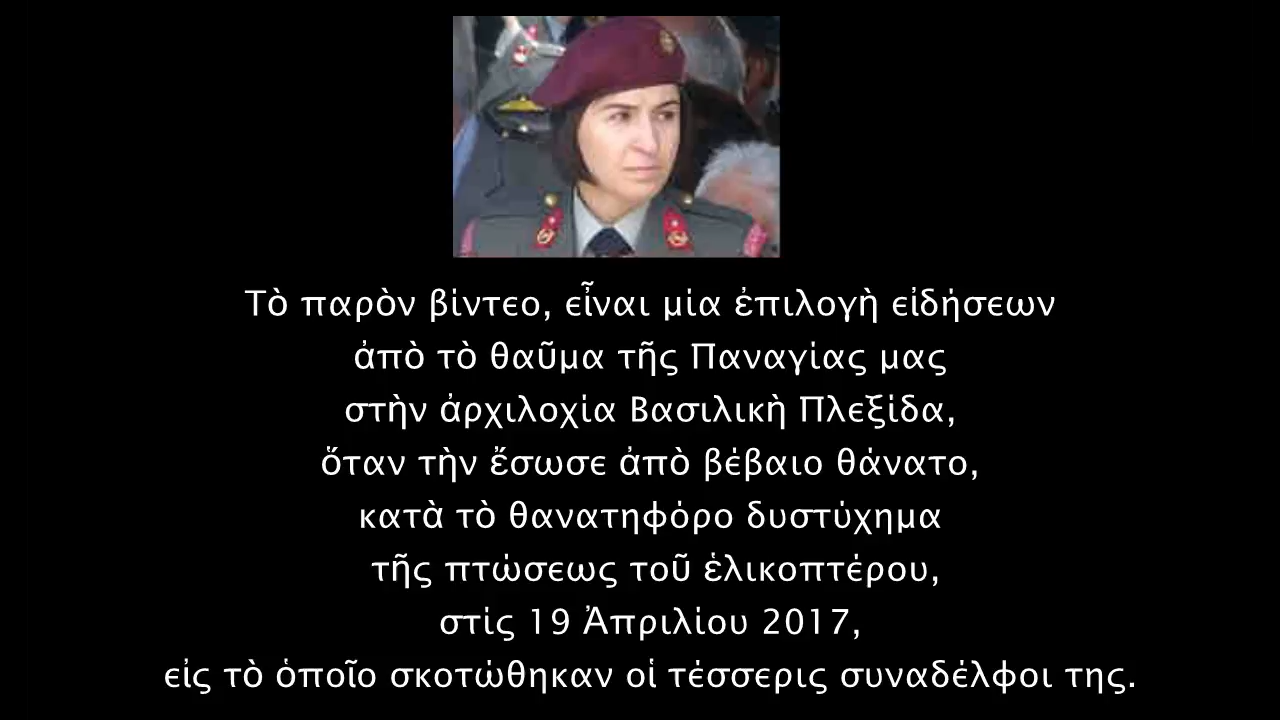 Τὸ παρὸν βίντεο, εἶναι μία ἐπιλογὴ εἰδήσεων
ἀπὸ τὸ θαῦμα τῆς Παναγίας μας
στὴν ἀρχιλοχία Βασιλικὴ Πλεξίδα,
ὅταν τὴν ἔσωσε ἀπὸ βέβαιο θάνατο,
κατὰ τὸ θανατηφόρο δυστύχημα
τῆς πτώσεως τοῦ ἑλικοπτέρου,
στίς 19 Ἀπριλίου 2017,
εἰς τὸ ὁποῖο σκοτώθηκαν οἱ τέσσερις συναδέλφοι της.